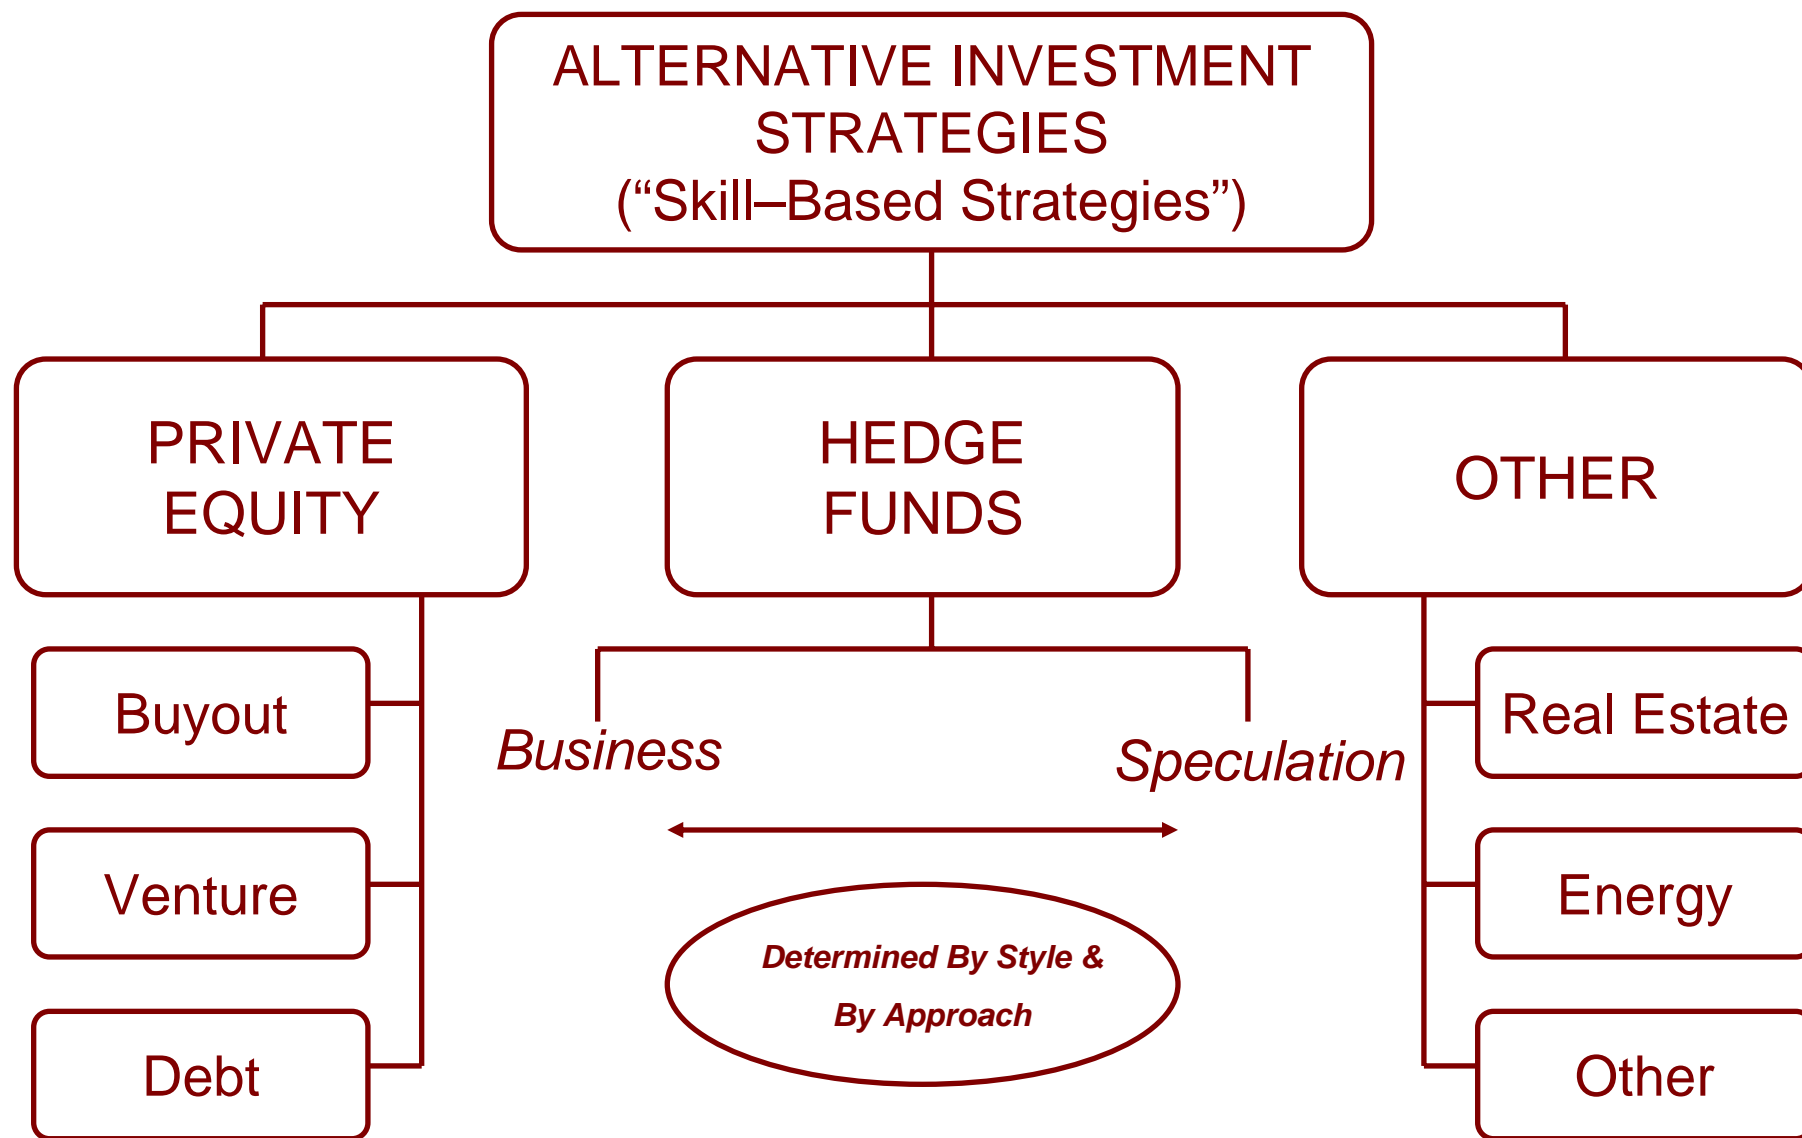 ALTERNATIVE INVESTMENT
STRATEGIES
(“Skill–Based Strategies”)
PRIVATE
EQUITY
HEDGE
FUNDS
OTHER
Buyout
Venture
Debt
Business
Speculation
Determined By Style &
By Approach
Real Estate
Energy
Other